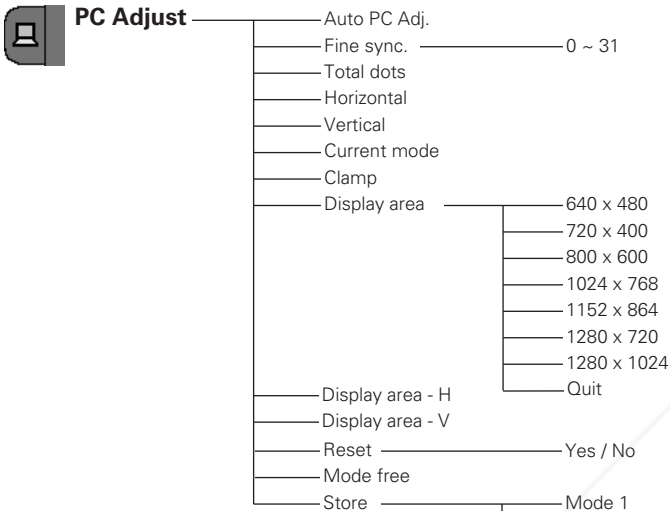 PC Adjust
Auto PC Adj.
Fine sync. 0 ~ 31
Total dots
Horizontal
Vertical
Current mode
Clamp
Display area 640 x 480
720 x 400
800 x 600
1024 x 768
1152 x 864
1280 x 720
1280 x 1024
Quit
Display area - H
Display area - V
Reset Yes / No
Mode free
Store Mode 1